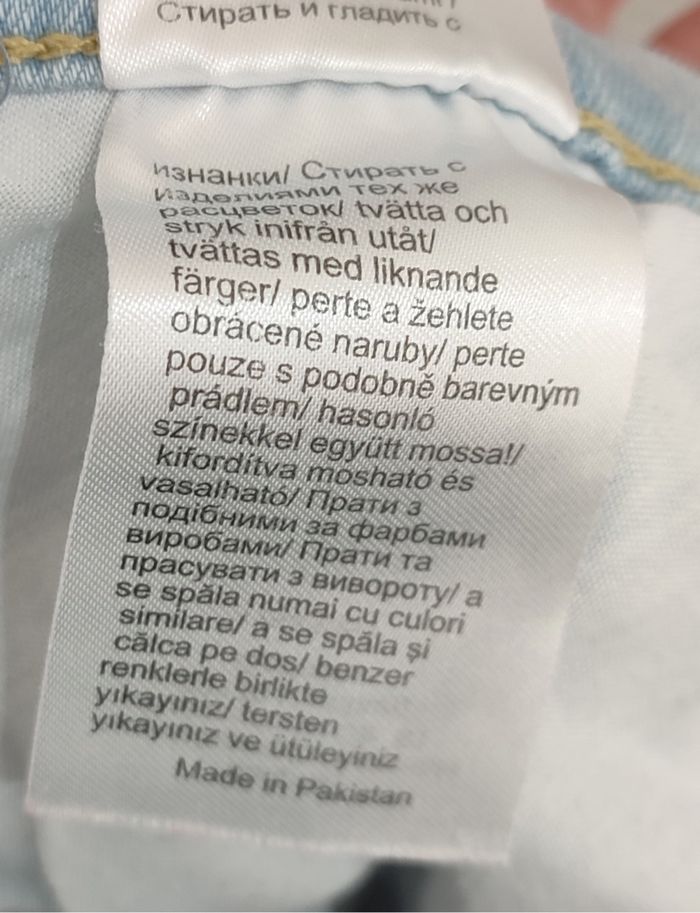 Стирать и гладить с
изнанки/ Стирать с
изделиями тех же
расцветок/ tvätta och
stryk inifrån utåt/
tvättas med liknande
färger/ perte a žehlete
obrácené naruby/ perte
pouze s podobně barevným
prádlem/ hasonló
színekkel együtt mossa!/
kifordítva mosható és
vasalható/ Прати з
подібними за фарбами
виробами/ Прати та
прасувати з вивороту/ a
se spăla numai cu culori
similare/ a se spăla și
călca pe dos/ benzer
renklerle birlikte
yıkayınız/ tersten
yıkayınız ve ütüleyiniz
Made in Pakistan